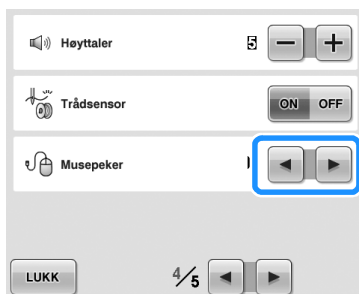 Høyttaler 5 − +
Trådsensor ON OFF
Musepeker
LUKK 4/5